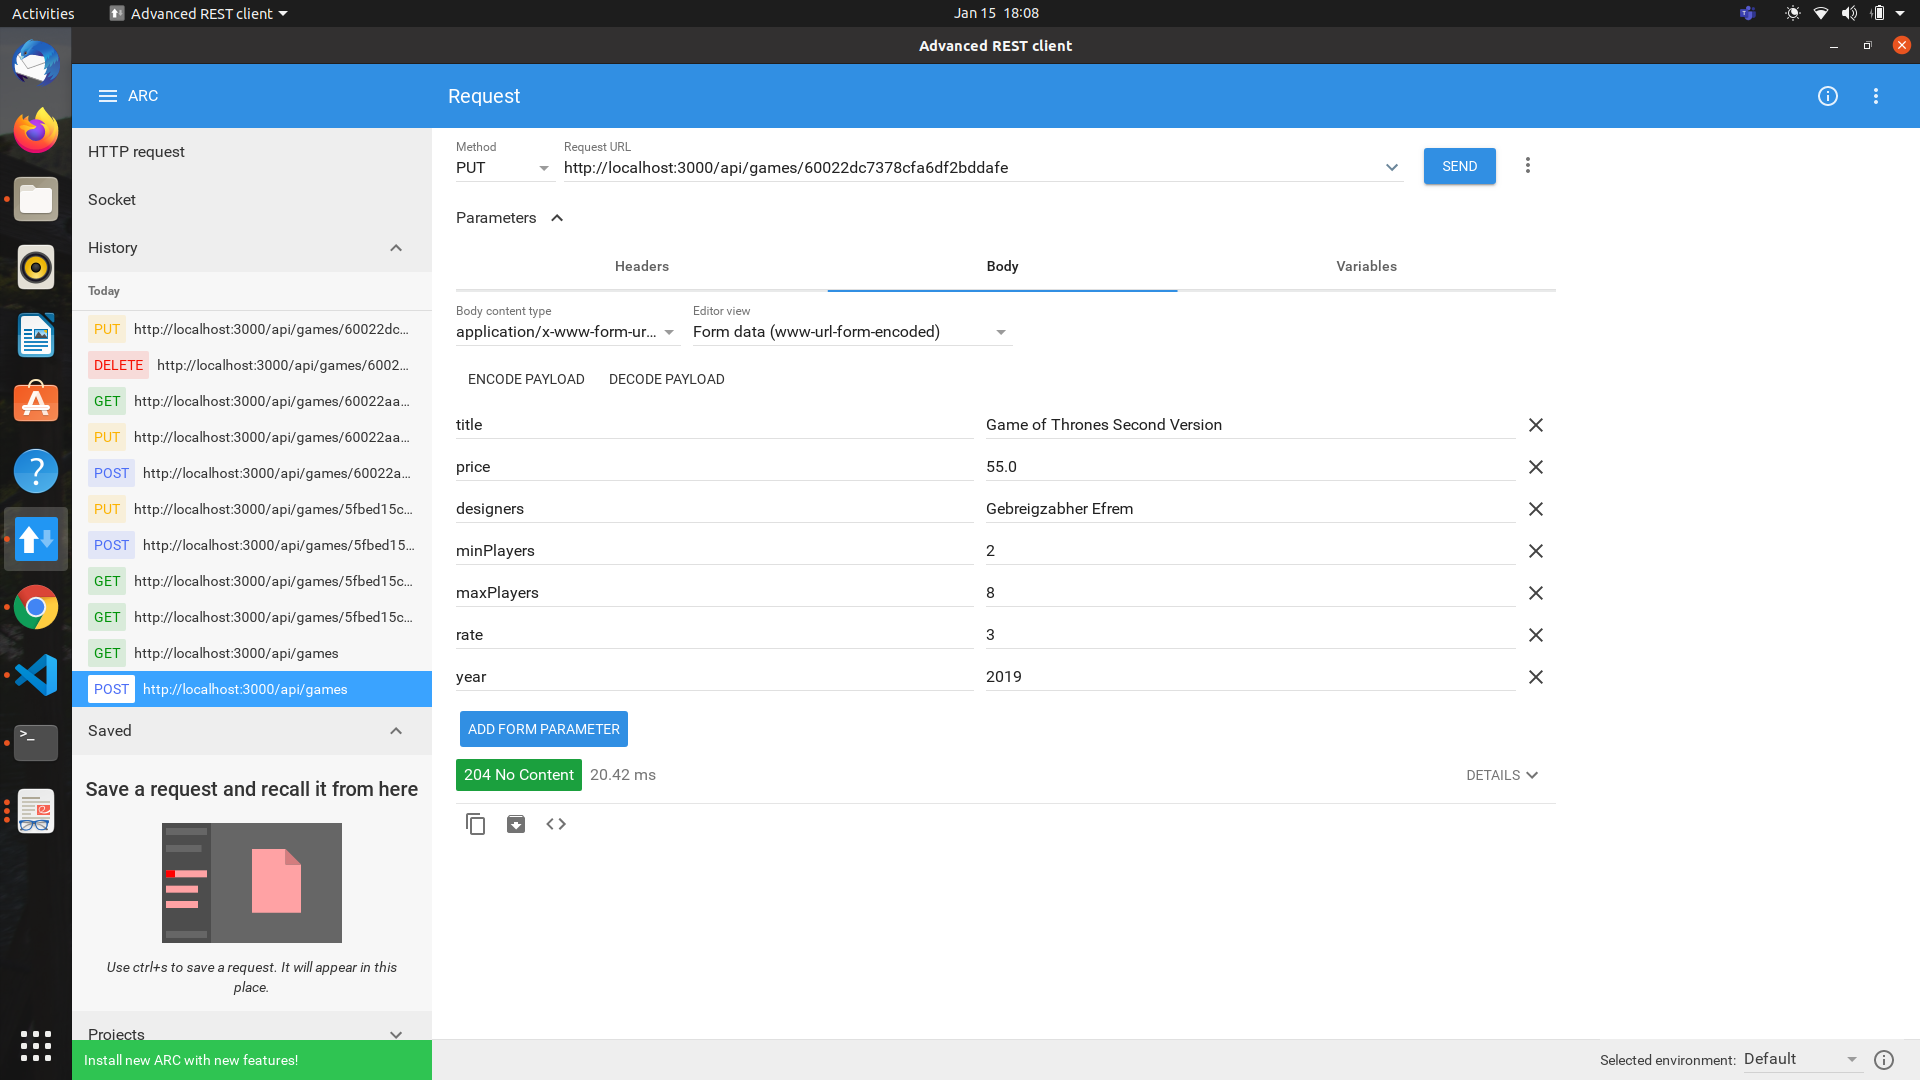 Activities
Advanced REST client
Jan 15 18:08
Advanced REST client
ARC
Request
HTTP request
Socket
History
Today
PUT http://localhost:3000/api/games/60022dc...
DELETE http://localhost:3000/api/games/6002...
GET http://localhost:3000/api/games/60022aa...
PUT http://localhost:3000/api/games/60022aa...
POST http://localhost:3000/api/games/60022a...
PUT http://localhost:3000/api/games/5fbed15c...
POST http://localhost:3000/api/games/5fbed15...
GET http://localhost:3000/api/games/5fbed15c...
GET http://localhost:3000/api/games/5fbed15c...
GET http://localhost:3000/api/games
POST http://localhost:3000/api/games
Saved
Save a request and recall it from here
Use ctrl+s to save a request. It will appear in this
place.
Projects
Install new ARC with new features!
Method
PUT
Request URL
http://localhost:3000/api/games/60022dc7378cfa6df2bddafe
SEND
Parameters
Headers
Body
Variables
Body content type
application/x-www-form-ur...
Editor view
Form data (www-url-form-encoded)
ENCODE PAYLOAD
DECODE PAYLOAD
title Game of Thrones Second Version
price 55.0
designers Gebreigzabher Efrem
minPlayers 2
maxPlayers 8
rate 3
year 2019
ADD FORM PARAMETER
204 No Content 20.42 ms
DETAILS
Selected environment: Default